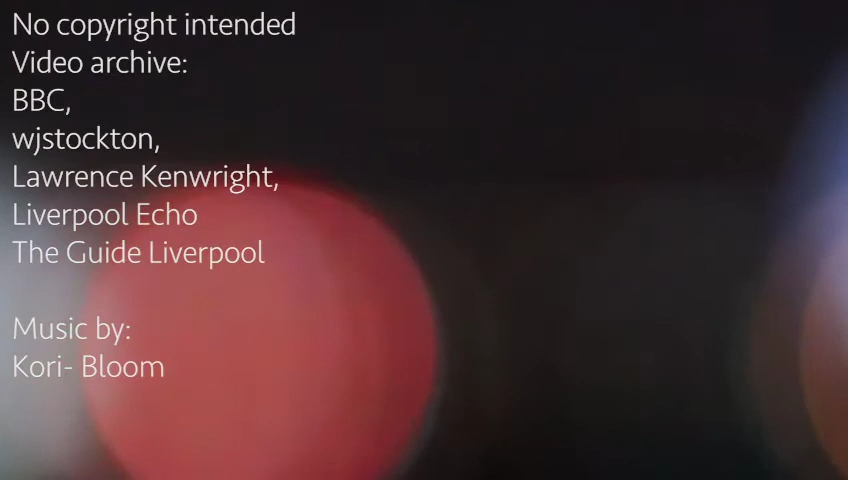 No copyright intended
Video archive:
BBC,
wjstockton,
Lawrence Kenwright,
Liverpool Echo
The Guide Liverpool
Music by:
Kori- Bloom